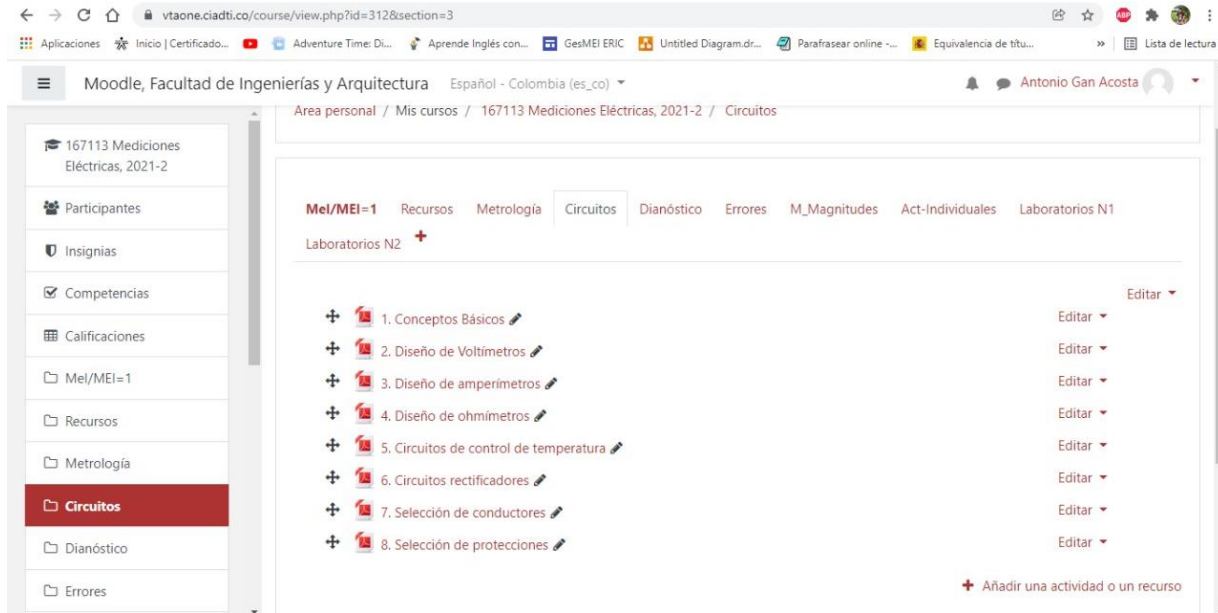 vtaone.ciadti.co/course/view.php?id=312&section=3
ABP
Aplicaciones Inicio | Certificado... Adventure Time: Di... Aprende Inglés con... GesMEI ERIC Untitled Diagram.dr... Parafrasear online -... Equivalencia de títu... » Lista de lectura
Moodle, Facultad de Ingenierías y Arquitectura Español - Colombia (es_co) Antonio Gan Acosta
Area personal / Mis cursos / 167113 Mediciones Eléctricas, 2021-2 / Circuitos
167113 Mediciones
Eléctricas, 2021-2
Participantes
Insignias
Competencias
Calificaciones
MeI/MEI=1
Recursos
Metrología
Circuitos
Dianóstico
Errores
MeI/MEI=1 Recursos Metrología Circuitos Dianóstico Errores M_Magnitudes Act-Individuales Laboratorios N1
Laboratorios N2
Editar
1. Conceptos Básicos Editar
2. Diseño de Voltímetros Editar
3. Diseño de amperímetros Editar
4. Diseño de ohmímetros Editar
5. Circuitos de control de temperatura Editar
6. Circuitos rectificadores Editar
7. Selección de conductores Editar
8. Selección de protecciones Editar
Añadir una actividad o un recurso